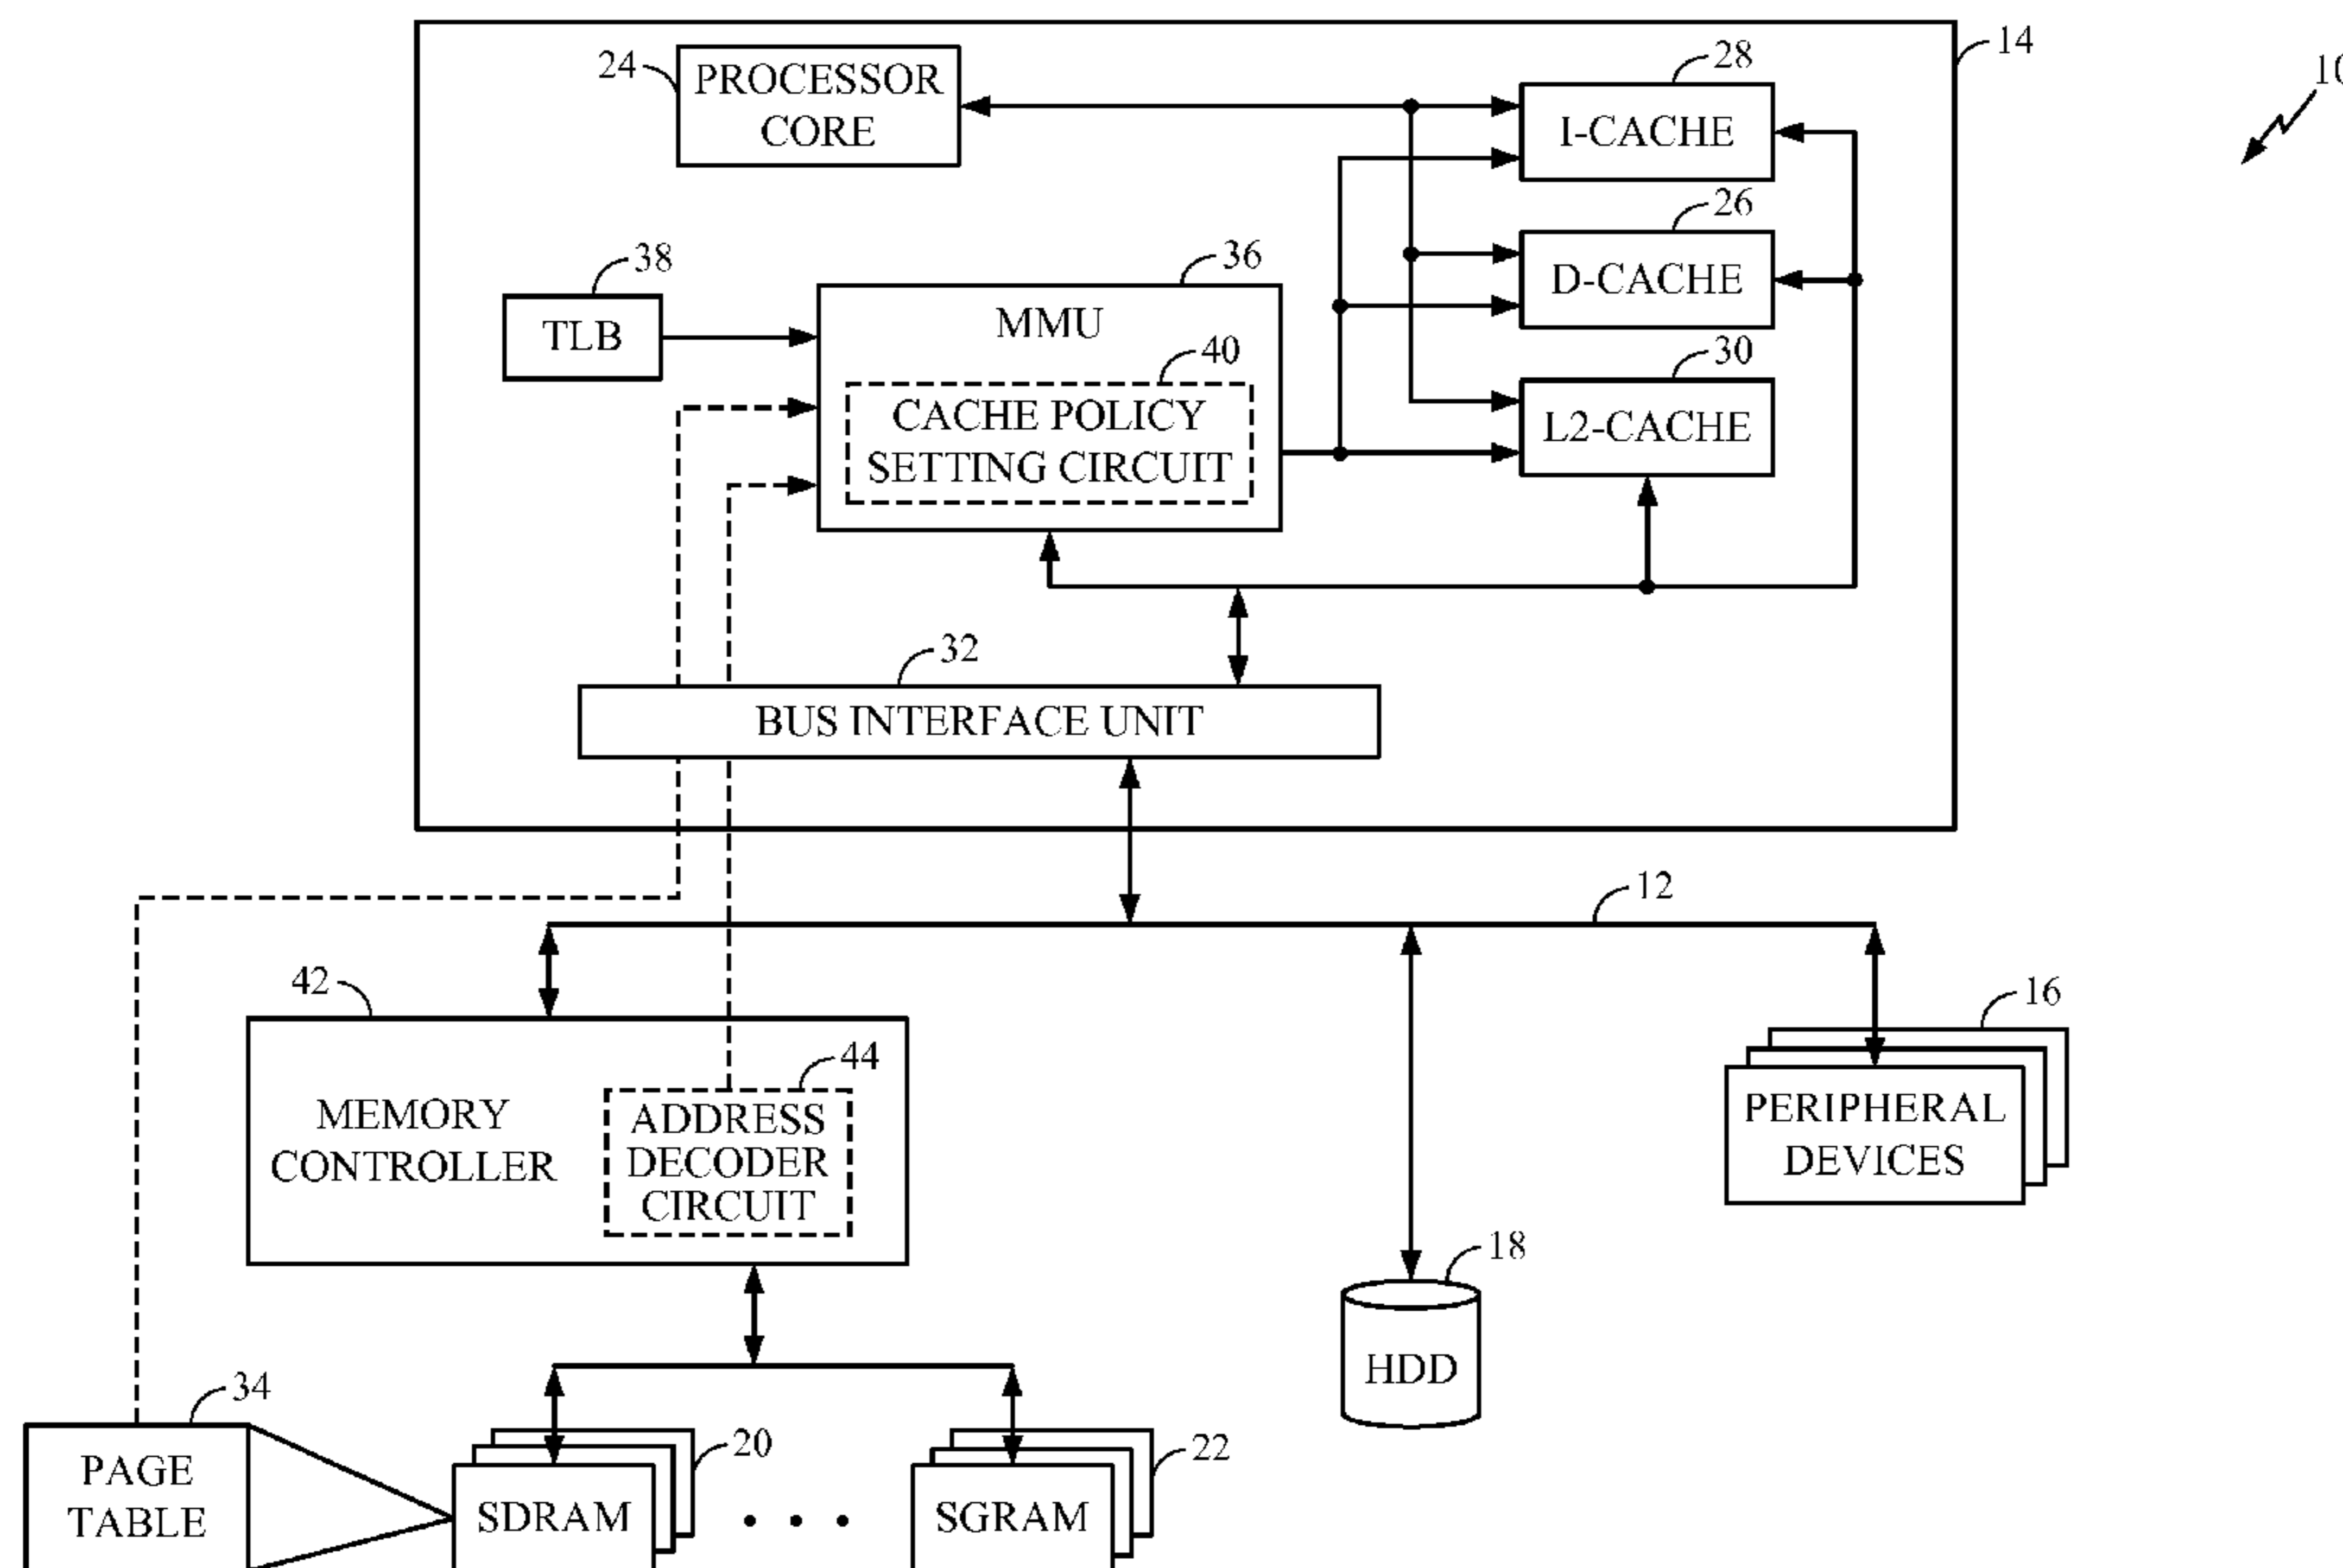 14
10
24
PROCESSOR
CORE
28
I-CACHE
26
D-CACHE
38
TLB
36
MMU
40
CACHE POLICY
SETTING CIRCUIT
30
L2-CACHE
32
BUS INTERFACE UNIT
12
42
MEMORY
CONTROLLER
44
ADDRESS
DECODER
CIRCUIT
16
PERIPHERAL
DEVICES
18
HDD
34
PAGE
TABLE
20
SDRAM
22
SGRAM